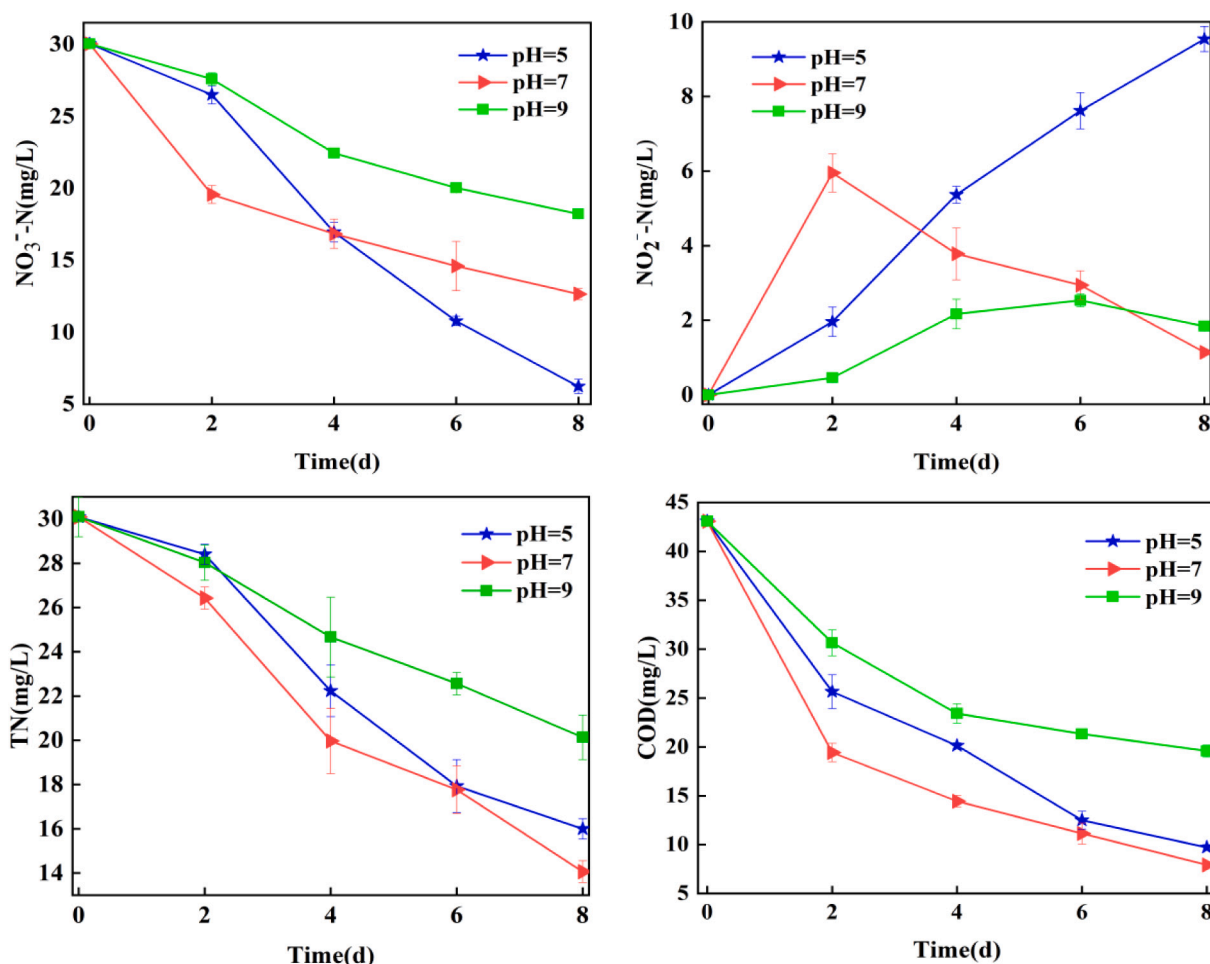 30
25
20
15
10
5
NO₃⁻-N(mg/L)
pH=5
pH=7
pH=9
0 2 4 6 8
Time(d)
10
8
6
4
2
0
NO₂⁻-N(mg/L)
pH=5
pH=7
pH=9
0 2 4 6 8
Time(d)
30
28
26
24
22
20
18
16
14
TN(mg/L)
pH=5
pH=7
pH=9
0 2 4 6 8
Time(d)
45
40
35
30
25
20
15
10
5
COD(mg/L)
pH=5
pH=7
pH=9
0 2 4 6 8
Time(d)